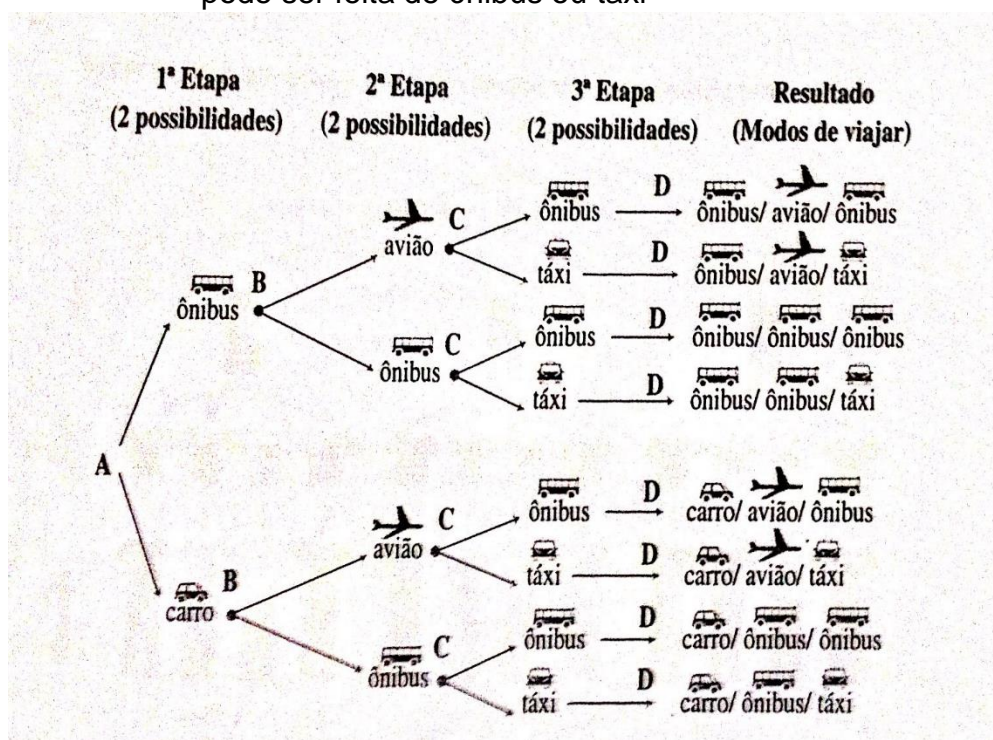 pode ser feita de ônibus ou táxi
1ª Etapa
(2 possibilidades)
2ª Etapa
(2 possibilidades)
3ª Etapa
(2 possibilidades)
Resultado
(Modos de viajar)
A
ônibus B
avião C
ônibus D ônibus/ avião/ ônibus
táxi D ônibus/ avião/ táxi
ônibus C
ônibus D ônibus/ ônibus/ ônibus
táxi D ônibus/ ônibus/ táxi
carro B
avião C
ônibus D carro/ avião/ ônibus
táxi D carro/ avião/ táxi
ônibus C
ônibus D carro/ ônibus/ ônibus
táxi D carro/ ônibus/ táxi